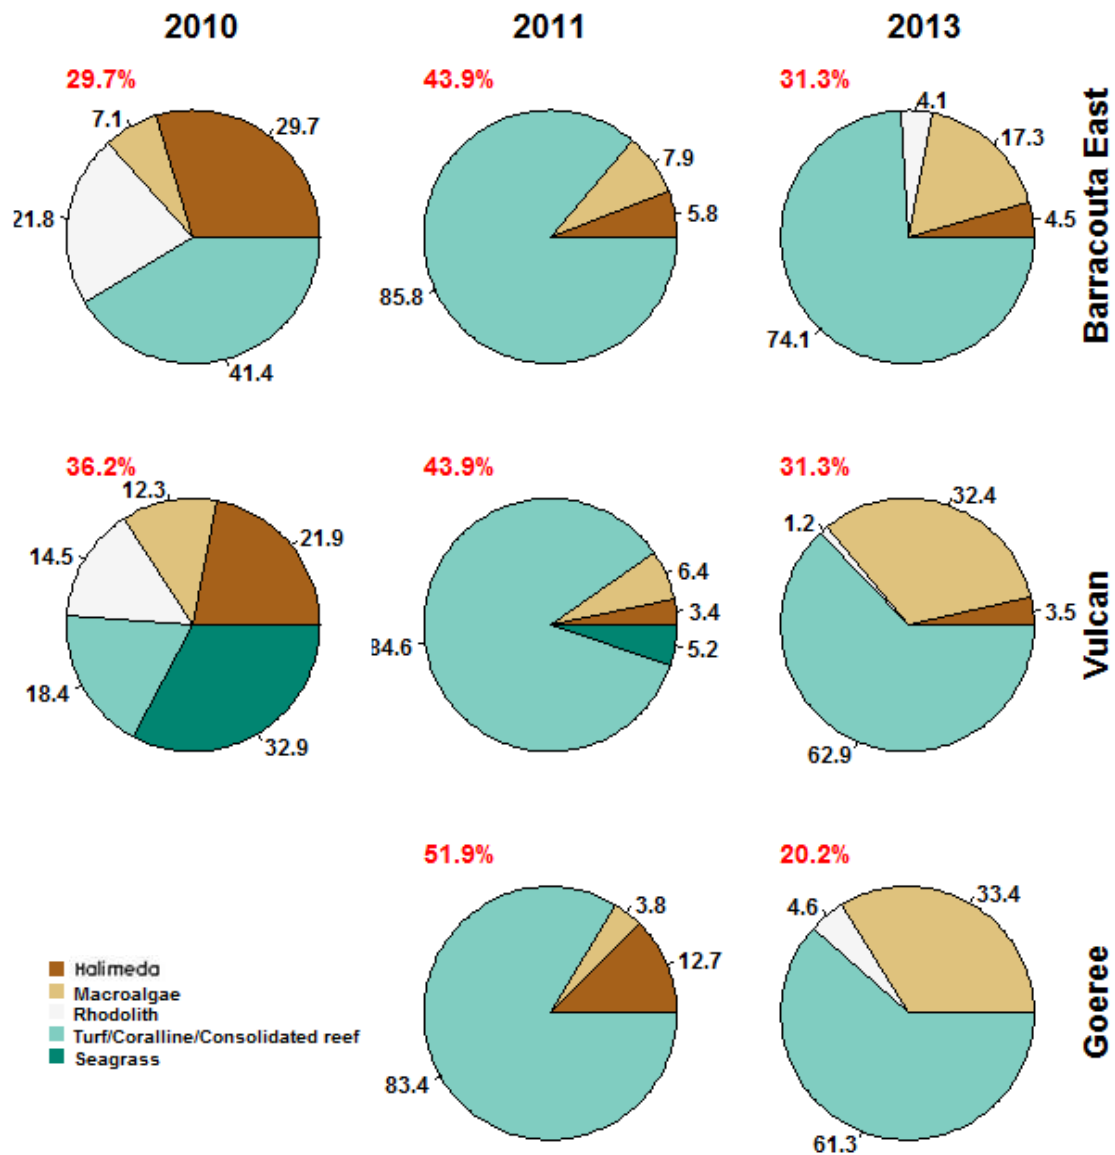 2010 2011 2013
29.7% 43.9% 31.3%
7.1 29.7 21.8 41.4
7.9 5.8 85.8
4.1 17.3 4.5 74.1
Barracouta East
36.2% 43.9% 31.3%
12.3 21.9 14.5 18.4 32.9
6.4 3.4 5.2 84.6
32.4 1.2 3.5 62.9
Vulcan
51.9% 20.2%
3.8 12.7 83.4
4.6 33.4 61.3
Goeree
Halimeda
Macroalgae
Rhodolith
Turf/Coralline/Consolidated reef
Seagrass